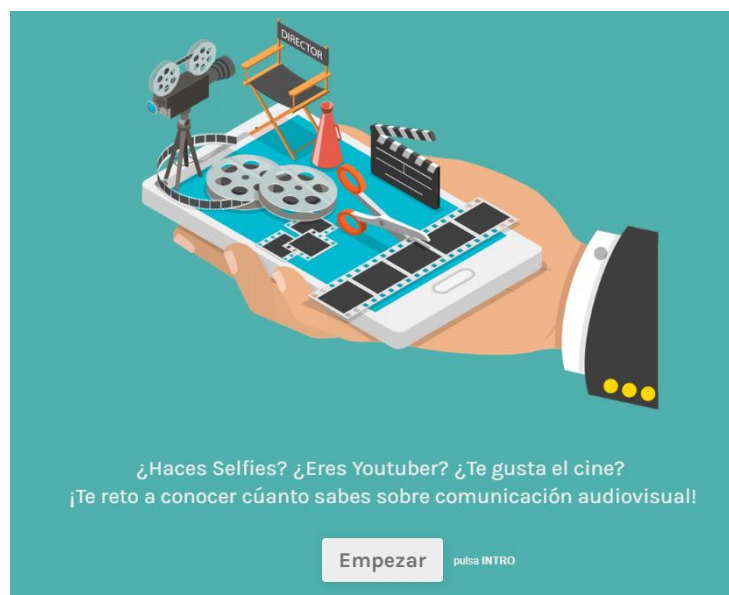 DIRECTOR
¿Haces Selfies? ¿Eres Youtuber? ¿Te gusta el cine?
¡Te reto a conocer cúanto sabes sobre comunicación audiovisual!
Empezar
pulsa INTRO